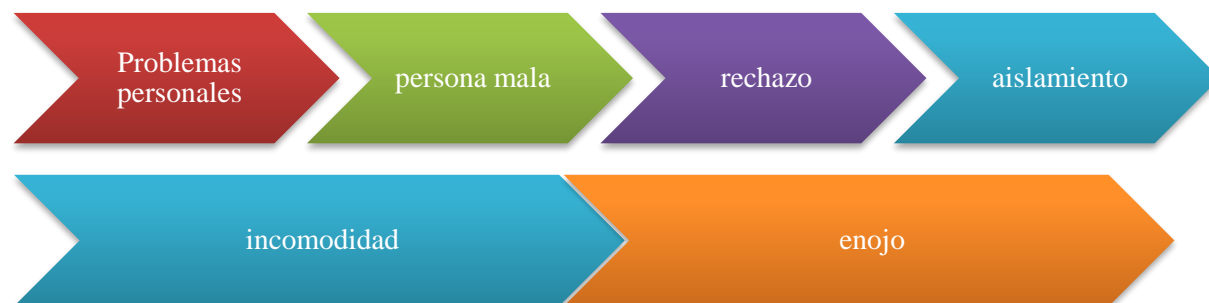 Problemas
personales
persona mala
rechazo
aislamiento
incomodidad
enojo